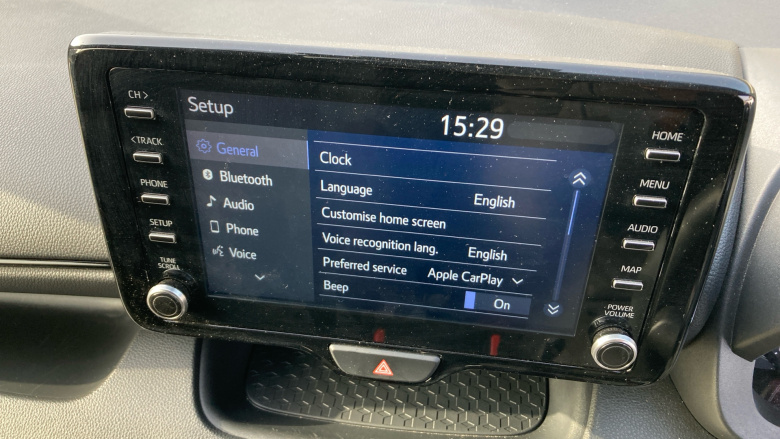 CH >
< TRACK
PHONE
SETUP
TUNE
SCROLL
Setup
15:29
General
Bluetooth
Audio
Phone
Voice
Clock
Language English
Customise home screen
Voice recognition lang. English
Preferred service Apple CarPlay
Beep On
HOME
MENU
AUDIO
MAP
POWER
VOLUME